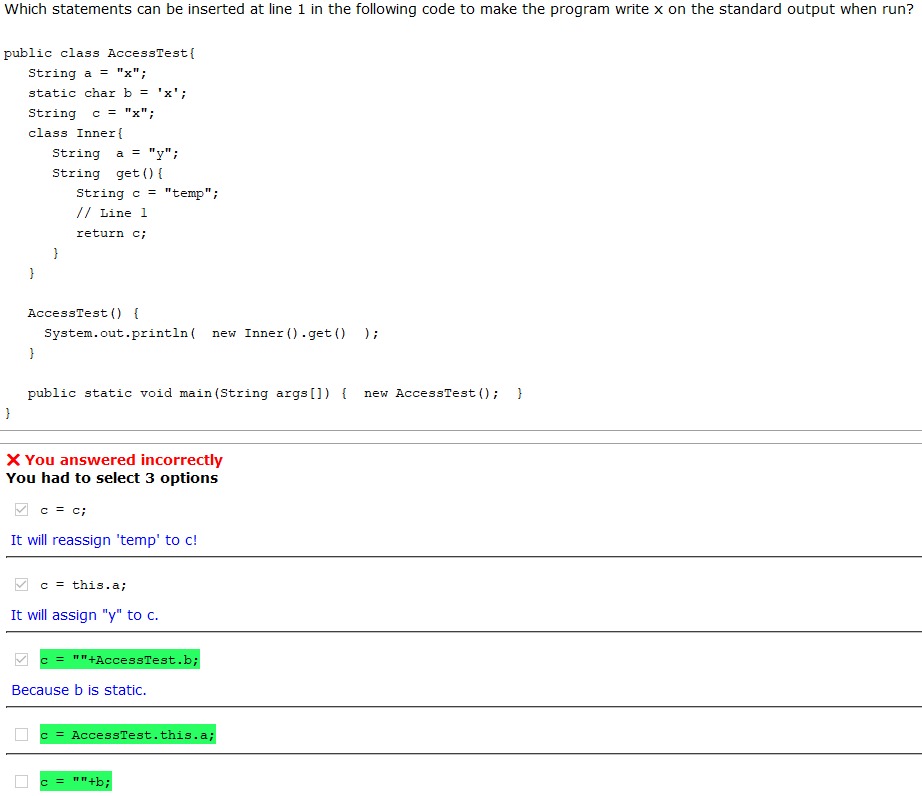 Which statements can be inserted at line 1 in the following code to make the program write x on the standard output when run?
public class AccessTest{
   String a = "x";
   static char b = 'x';
   String  c = "x";
   class Inner{
      String  a = "y";
      String  get(){
         String c = "temp";
         // Line 1
         return c;
      }
   }

   AccessTest() {
     System.out.println(  new Inner().get()  );
   }

   public static void main(String args[]) {  new AccessTest();  }
}
You answered incorrectly
You had to select 3 options
c = c;
It will reassign 'temp' to c!
c = this.a;
It will assign "y" to c.
c = ""+AccessTest.b;
Because b is static.
c = AccessTest.this.a;
c = ""+b;